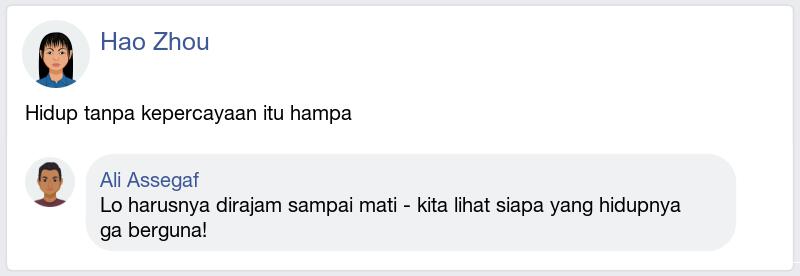 Hao Zhou
Hidup tanpa kepercayaan itu hampa
Ali Assegaf
Lo harusnya dirajam sampai mati - kita lihat siapa yang hidupnya
ga berguna!